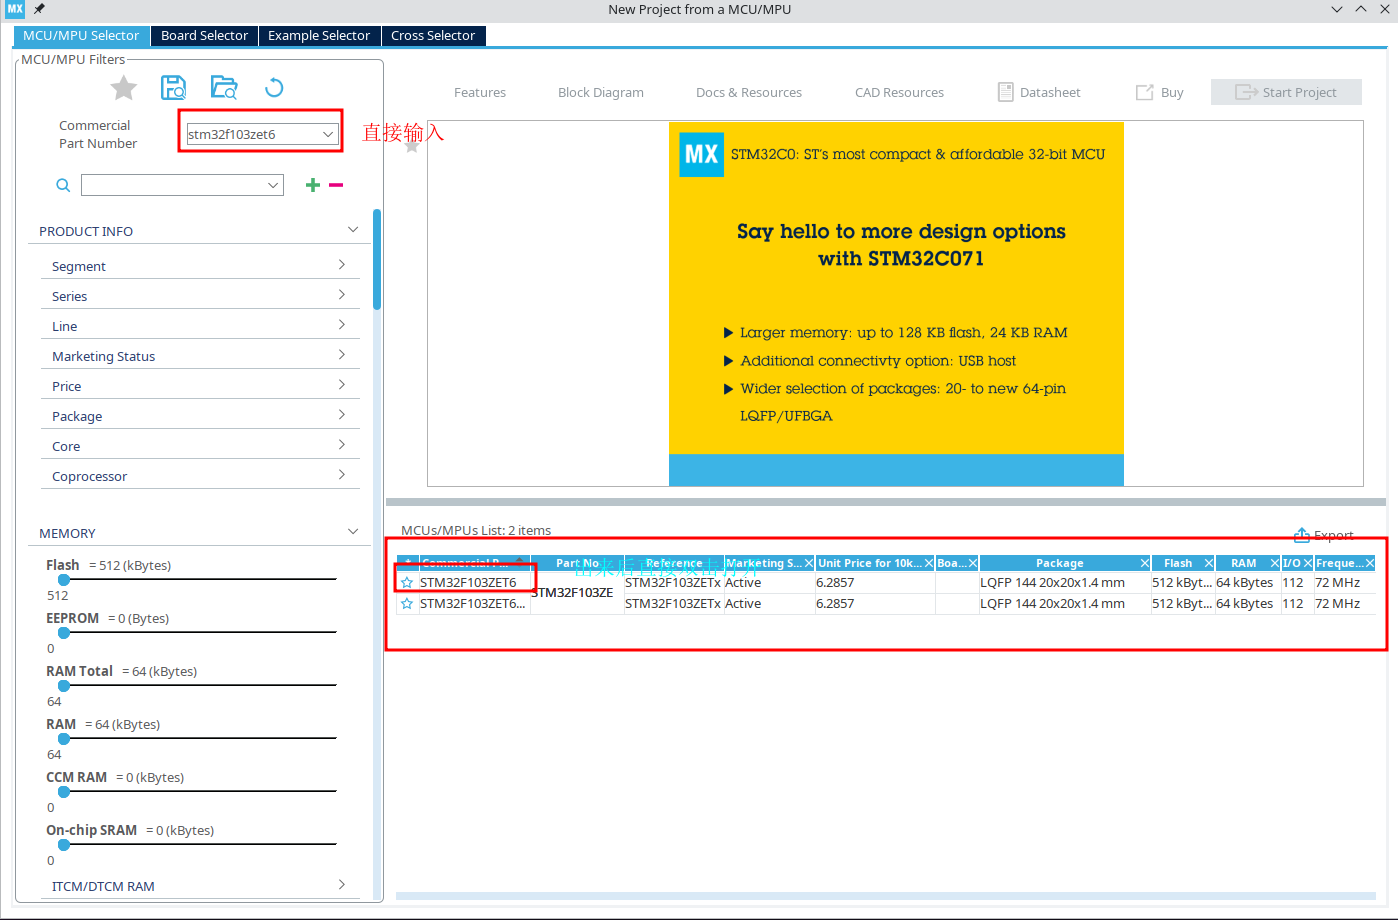 MX
New Project from a MCU/MPU
MCU/MPU Selector
Board Selector
Example Selector
Cross Selector
MCU/MPU Filters
Commercial
Part Number
stm32f103zet6
直接输入
PRODUCT INFO
Segment
Series
Line
Marketing Status
Price
Package
Core
Coprocessor
MEMORY
Flash = 512 (kBytes)
512
EEPROM = 0 (Bytes)
0
RAM Total = 64 (kBytes)
64
RAM = 64 (kBytes)
64
CCM RAM = 0 (kBytes)
0
On-chip SRAM = 0 (kBytes)
0
ITCM/DTCM RAM
Features
Block Diagram
Docs & Resources
CAD Resources
Datasheet
Buy
Start Project
MX
STM32C0: ST's most compact & affordable 32-bit MCU
Say hello to more design options
with STM32C071
Larger memory: up to 128 KB flash, 24 KB RAM
Additional connectivty option: USB host
Wider selection of packages: 20- to new 64-pin
LQFP/UFBGA
MCUs/MPUs List: 2 items
Export
Commercial P... Part No Reference Marketing S... Unit Price for 10k... Boa... Package Flash RAM I/O Freque...
出来后直接双击打开
STM32F103ZET6 STM32F103ZE STM32F103ZETx Active 6.2857 LQFP 144 20x20x1.4 mm 512 kByt... 64 kBytes 112 72 MHz
STM32F103ZET6... STM32F103ZETx Active 6.2857 LQFP 144 20x20x1.4 mm 512 kByt... 64 kBytes 112 72 MHz